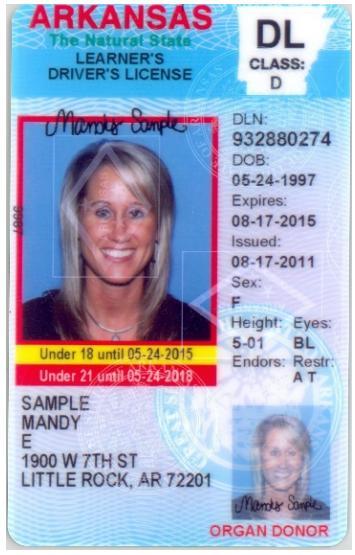 ARKANSAS
The Natural State
LEARNER'S
DRIVER'S LICENSE
DL
CLASS:
D
Mandy Sample
DLN:
932880274
DOB:
05-24-1997
Expires:
08-17-2015
Issued:
08-17-2011
Sex:
F
Height: Eyes:
5-01 BL
Endors: Restr:
A T
Under 18 until 05-24-2015
Under 21 until 05-24-2018
SAMPLE
MANDY
E
1900 W 7TH ST
LITTLE ROCK, AR 72201
Mandy Sample
ORGAN DONOR